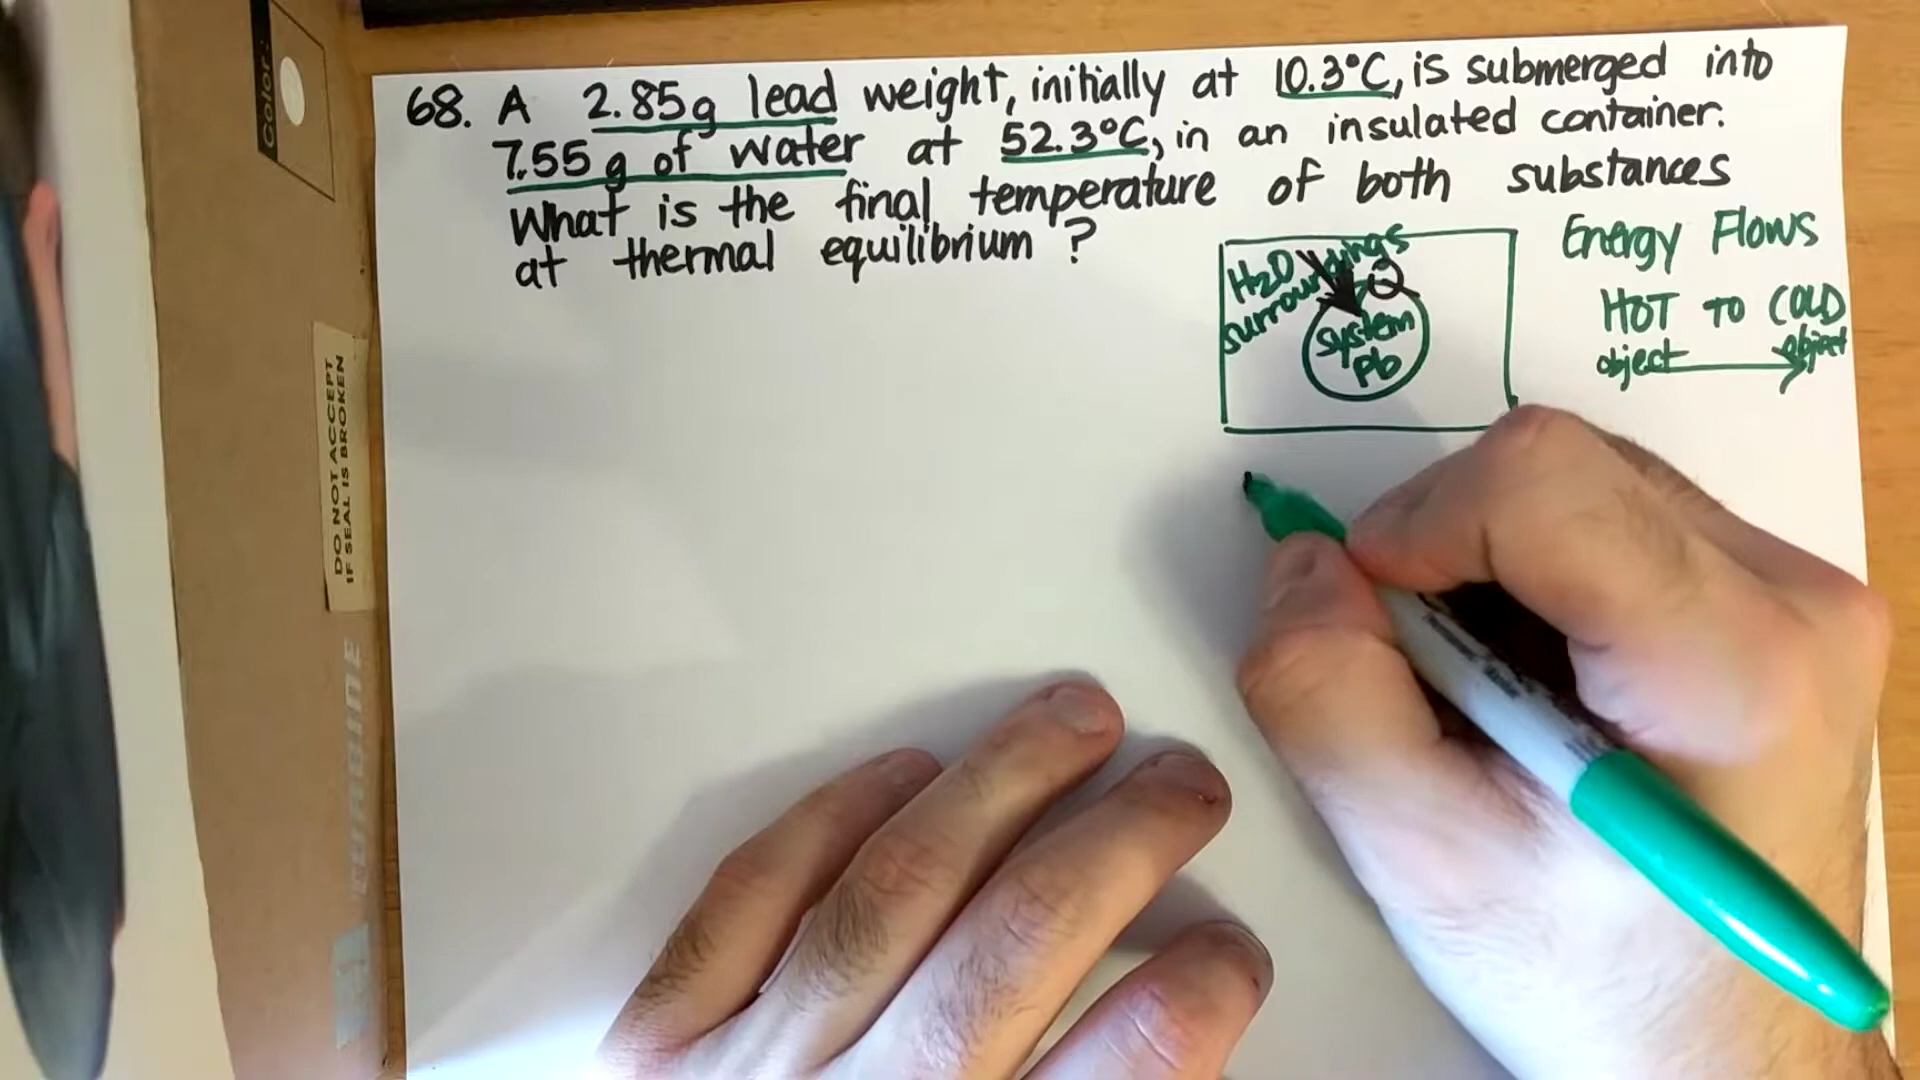 68. A 2.85g lead weight, initially at 10.3°C, is submerged into
7.55 g of water at 52.3°C, in an insulated container.
What is the final temperature of both substances
at thermal equilibrium?
H2O
surroundings
Q
system
Pb
Energy Flows
HOT TO COLD
object object
Color:
DO NOT ACCEPT
IF SEAL IS BROKEN